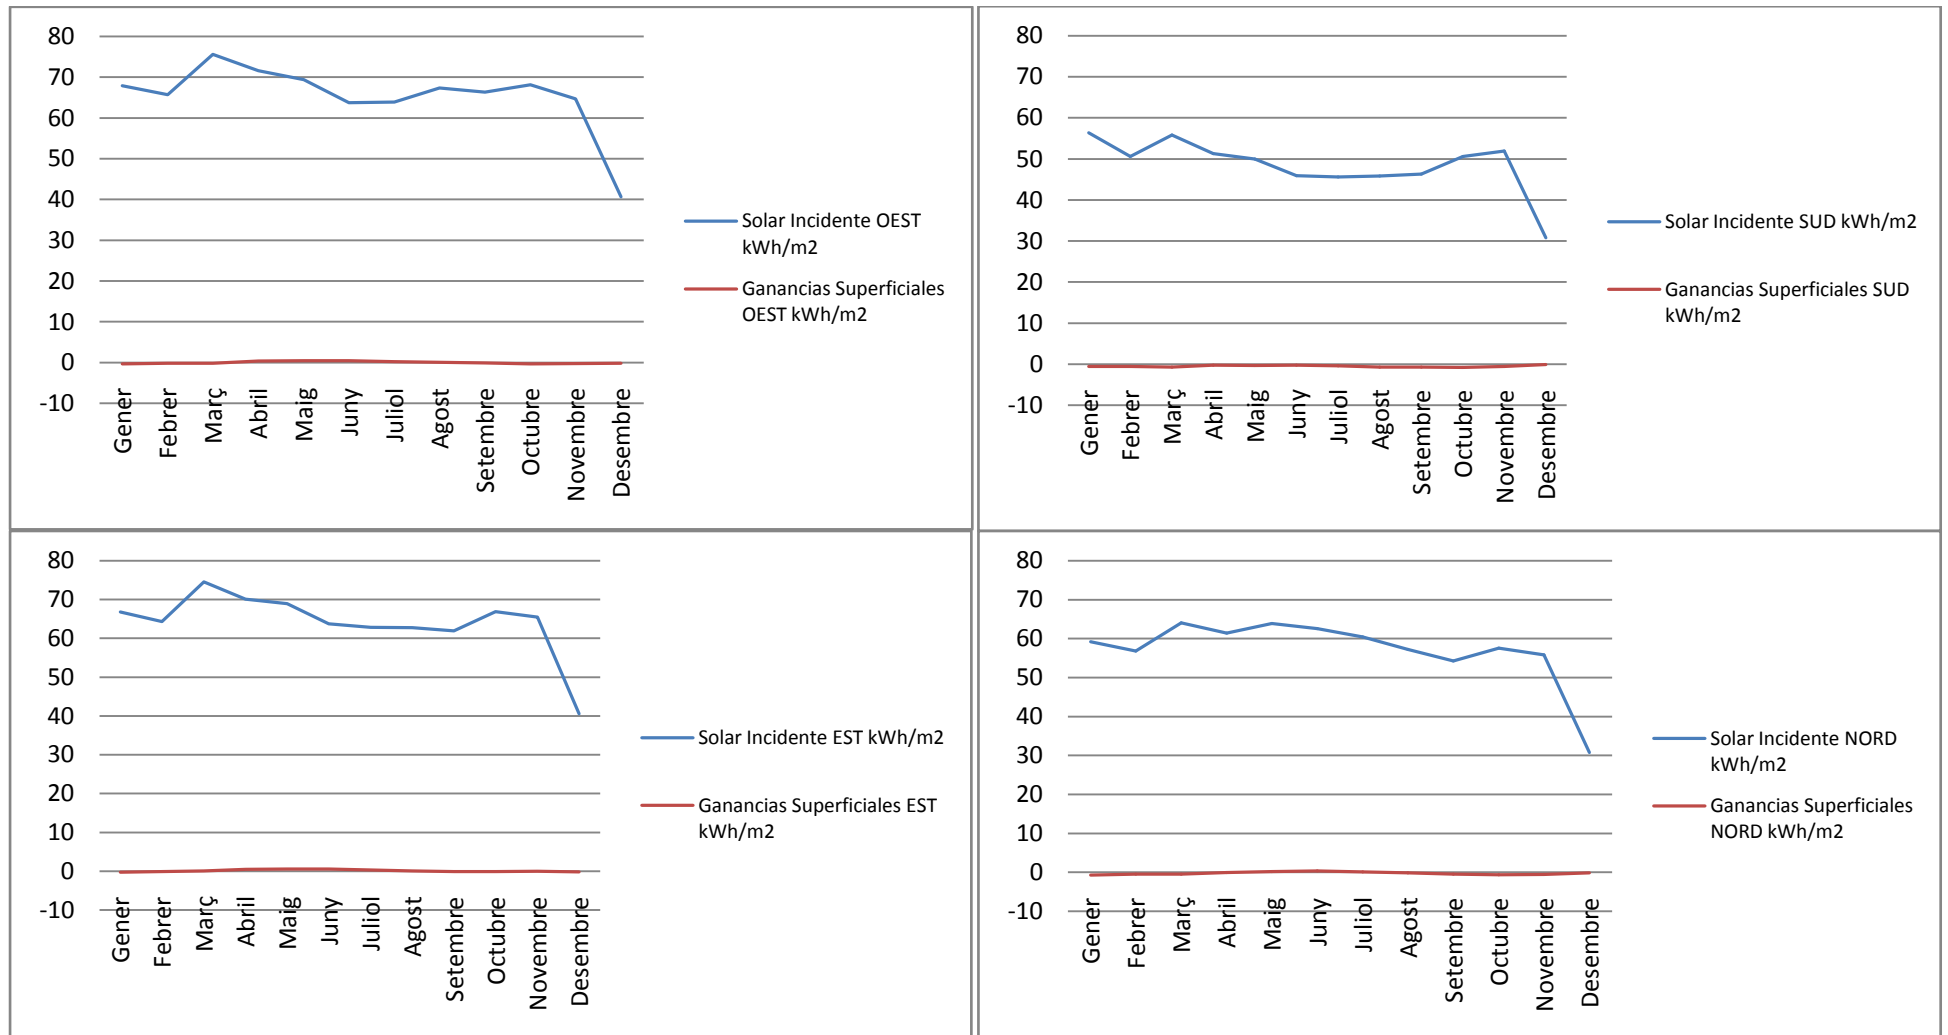 80
70
60
50
40
30
20
10
0
-10
Gener
Febrer
Març
Abril
Maig
Juny
Juliol
Agost
Setembre
Octubre
Novembre
Desembre
Solar Incidente OEST
kWh/m2
Ganancias Superficiales
OEST kWh/m2
80
70
60
50
40
30
20
10
0
-10
Gener
Febrer
Març
Abril
Maig
Juny
Juliol
Agost
Setembre
Octubre
Novembre
Desembre
Solar Incidente SUD kWh/m2
Ganancias Superficiales SUD
kWh/m2
80
70
60
50
40
30
20
10
0
-10
Gener
Febrer
Març
Abril
Maig
Juny
Juliol
Agost
Setembre
Octubre
Novembre
Desembre
Solar Incidente EST kWh/m2
Ganancias Superficiales EST
kWh/m2
80
70
60
50
40
30
20
10
0
-10
Gener
Febrer
Març
Abril
Maig
Juny
Juliol
Agost
Setembre
Octubre
Novembre
Desembre
Solar Incidente NORD
kWh/m2
Ganancias Superficiales
NORD kWh/m2